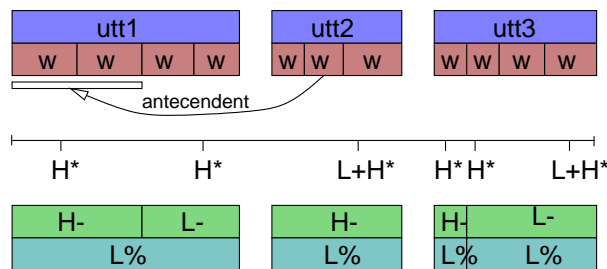 utt1 utt2 utt3
w w w w w w w w w w w
antecendent
H* H* L+H* H* H* L+H*
H- L- H- H- L-
L% L% L% L%